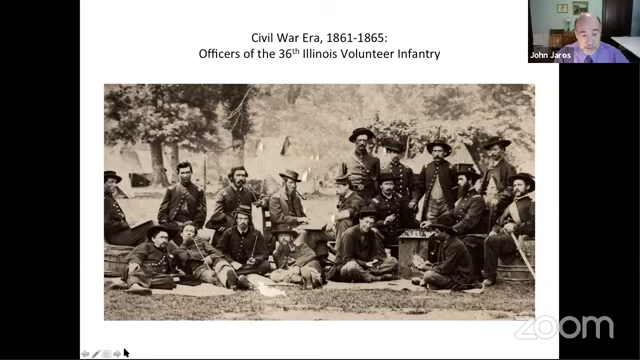 Civil War Era, 1861-1865:
Officers of the 36th Illinois Volunteer Infantry
John Jaros
zoom